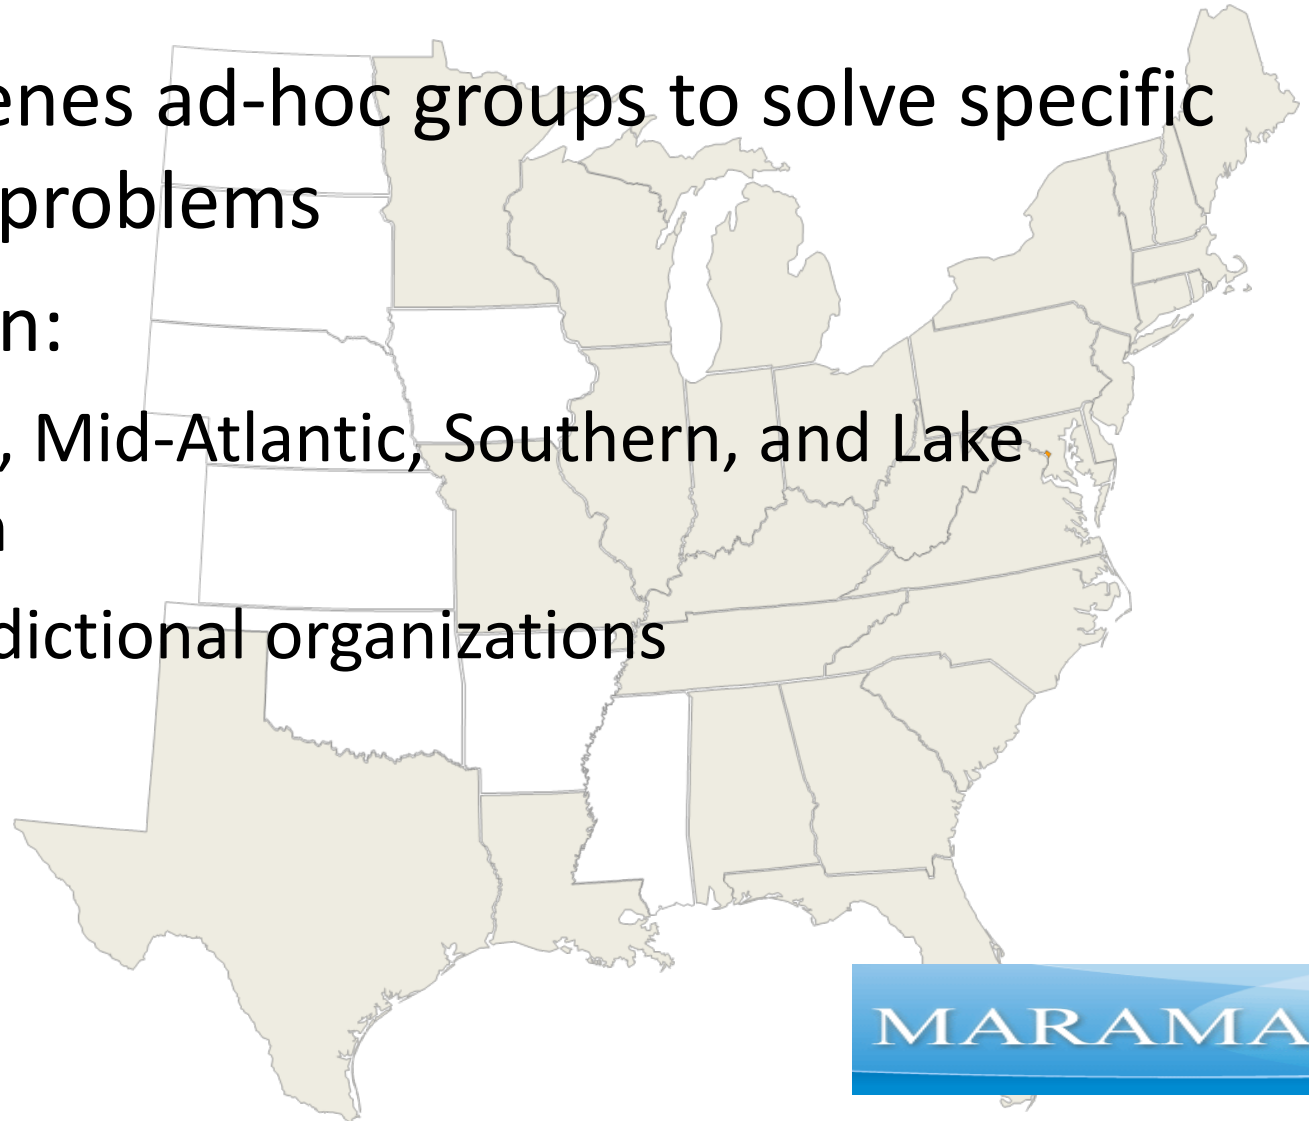 enes ad-hoc groups to solve specific
problems
n:
, Mid-Atlantic, Southern, and Lake
n
dictional organizations
MARAMA